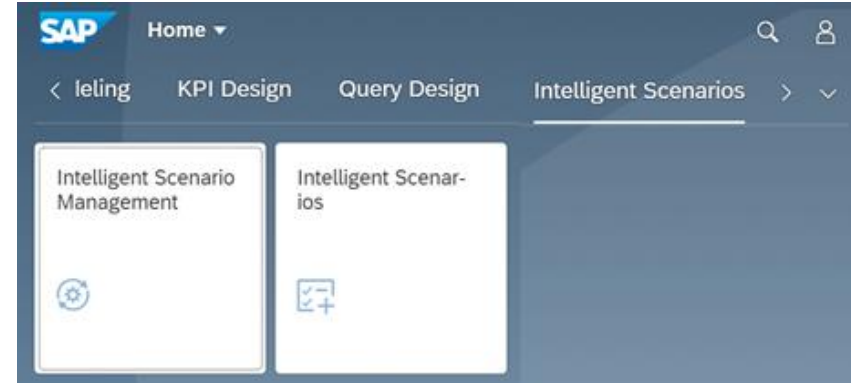 SAP Home
leling KPI Design Query Design Intelligent Scenarios
Intelligent Scenario
Management
Intelligent Scenar-
ios